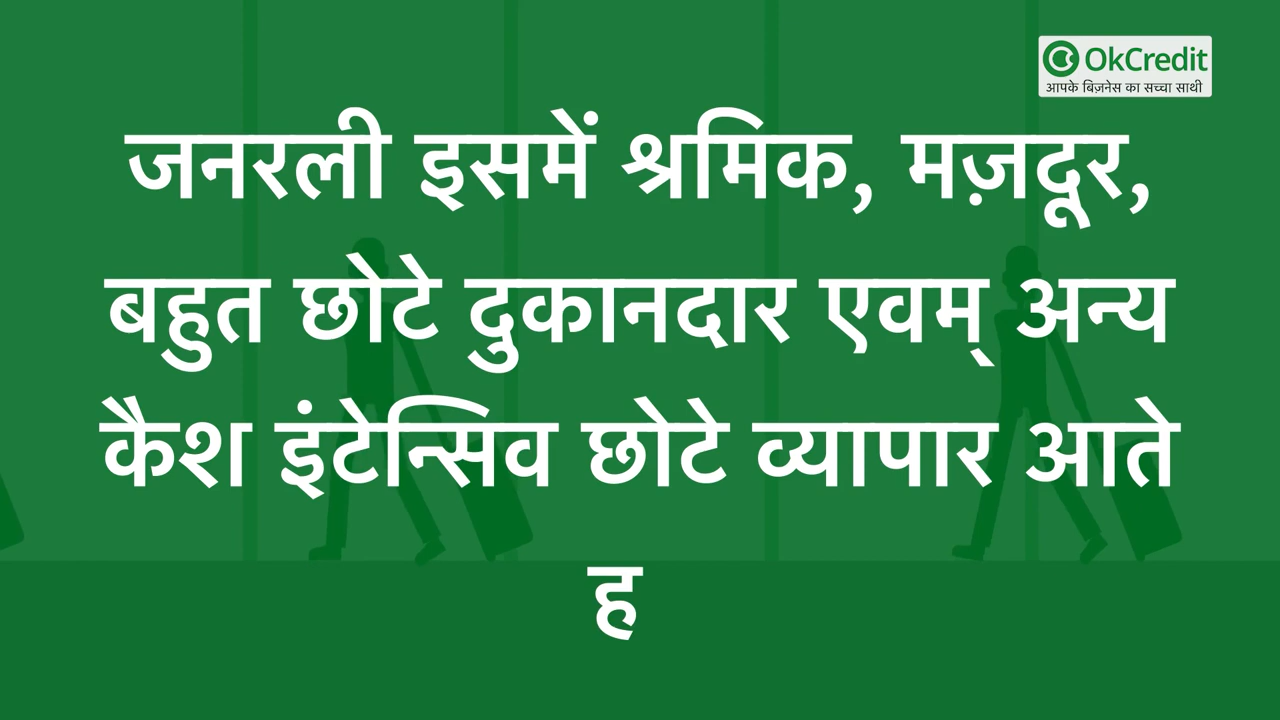 OkCredit
आपके बिज़नेस का सच्चा साथी
जनरली इसमें श्रमिक, मज़दूर,
बहुत छोटे दुकानदार एवम् अन्य
कैश इंटेन्सिव छोटे व्यापार आते
ह